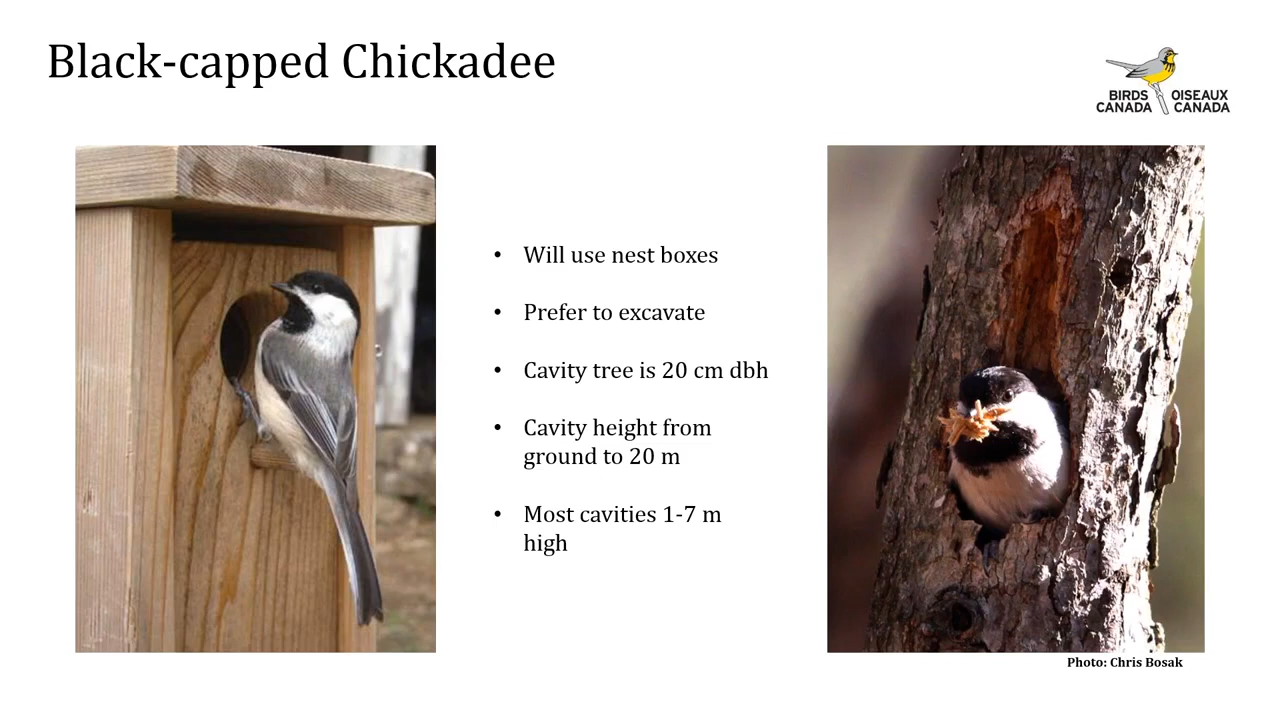 Black-capped Chickadee
BIRDS CANADA
OISEAUX CANADA
• Will use nest boxes
• Prefer to excavate
• Cavity tree is 20 cm dbh
• Cavity height from
ground to 20 m
• Most cavities 1-7 m
high
Photo: Chris Bosak